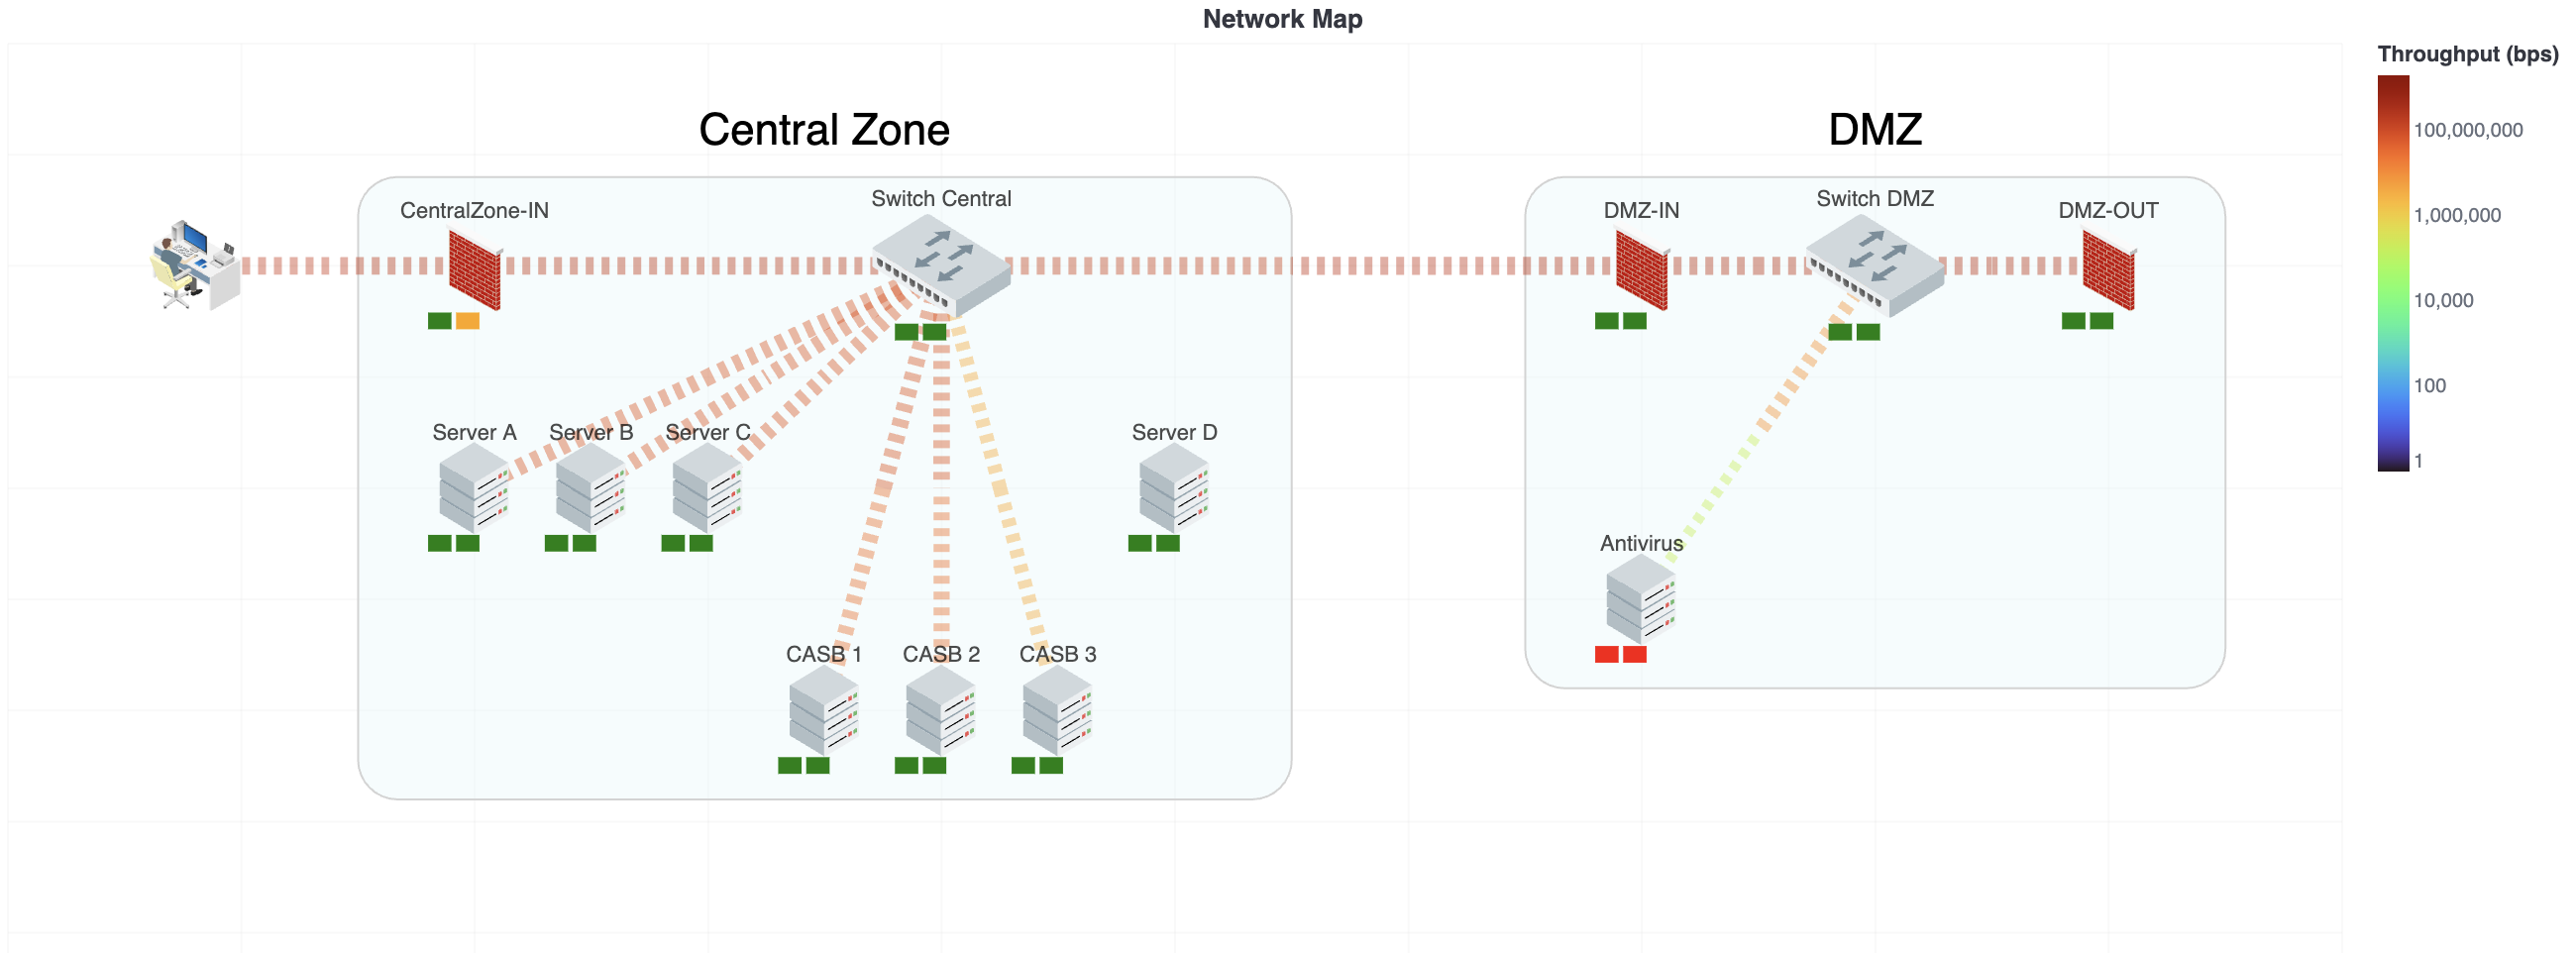 Network Map
Throughput (bps)
100,000,000
1,000,000
10,000
100
1
Central Zone
DMZ
CentralZone-IN
Switch Central
DMZ-IN
Switch DMZ
DMZ-OUT
Server A
Server B
Server C
Server D
Antivirus
CASB 1
CASB 2
CASB 3